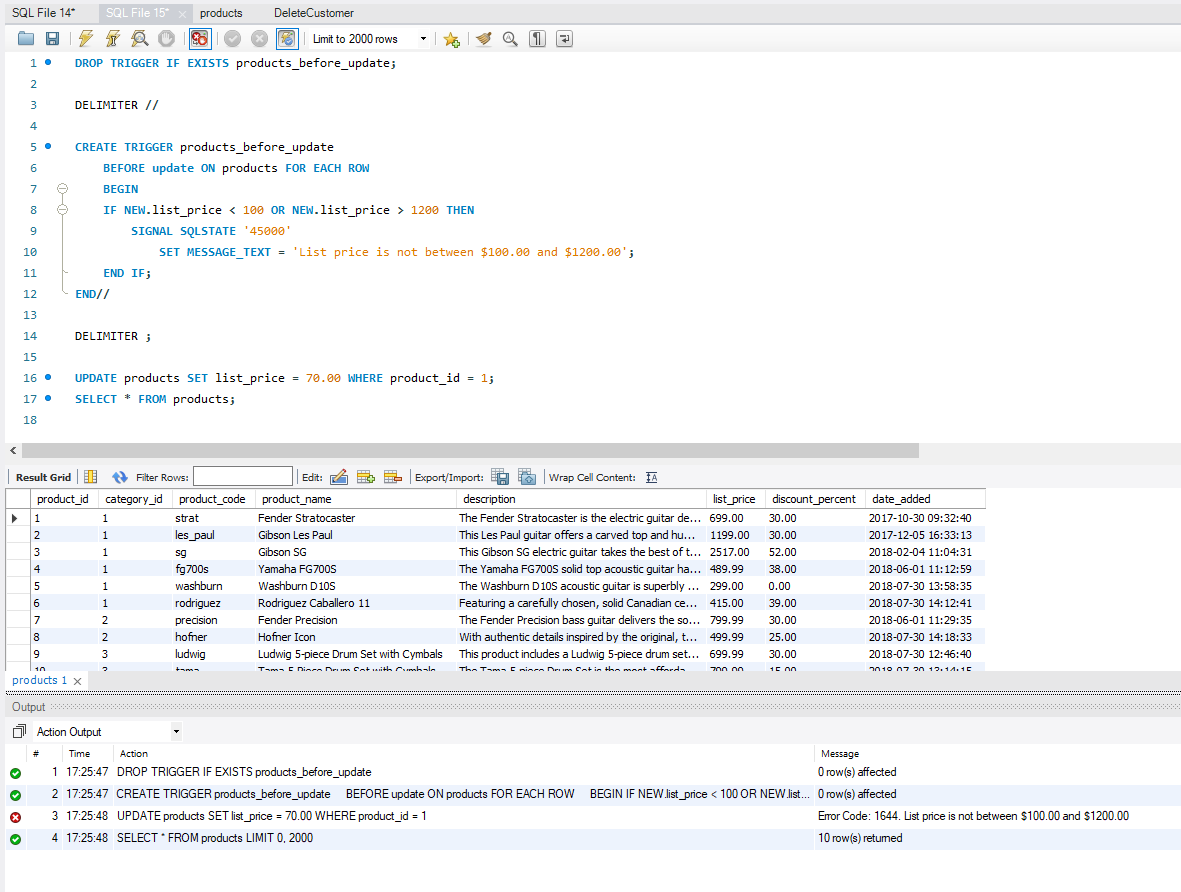 SQL File 14* SQL File 15* products DeleteCustomer
Limit to 2000 rows
1 DROP TRIGGER IF EXISTS products_before_update;
2
3 DELIMITER //
4
5 CREATE TRIGGER products_before_update
6 BEFORE update ON products FOR EACH ROW
7 BEGIN
8 IF NEW.list_price < 100 OR NEW.list_price > 1200 THEN
9 SIGNAL SQLSTATE '45000'
10 SET MESSAGE_TEXT = 'List price is not between $100.00 and $1200.00';
11 END IF;
12 END//
13
14 DELIMITER ;
15
16 UPDATE products SET list_price = 70.00 WHERE product_id = 1;
17 SELECT * FROM products;
18
Result Grid Filter Rows: Edit: Export/Import: Wrap Cell Content:
product_id category_id product_code product_name description list_price discount_percent date_added
1 1 strat Fender Stratocaster The Fender Stratocaster is the electric guitar de... 699.00 30.00 2017-10-30 09:32:40
2 1 les_paul Gibson Les Paul This Les Paul guitar offers a carved top and hu... 1199.00 30.00 2017-12-05 16:33:13
3 1 sg Gibson SG This Gibson SG electric guitar takes the best of t... 2517.00 52.00 2018-02-04 11:04:31
4 1 fg700s Yamaha FG700S The Yamaha FG700S solid top acoustic guitar ha... 489.99 38.00 2018-06-01 11:12:59
5 1 washburn Washburn D10S The Washburn D10S acoustic guitar is superbly ... 299.00 0.00 2018-07-30 13:58:35
6 1 rodriguez Rodriguez Caballero 11 Featuring a carefully chosen, solid Canadian ce... 415.00 39.00 2018-07-30 14:12:41
7 2 precision Fender Precision The Fender Precision bass guitar delivers the so... 799.99 30.00 2018-06-01 11:29:35
8 2 hofner Hofner Icon With authentic details inspired by the original, t... 499.99 25.00 2018-07-30 14:18:33
9 3 ludwig Ludwig 5-piece Drum Set with Cymbals This product includes a Ludwig 5-piece drum set... 699.99 30.00 2018-07-30 12:46:40
10 3 tama Tama 5-Piece Drum Set with Cymbals The Tama 5-piece Drum Set is the most afforda... 799.99 15.00 2018-07-30 13:14:15
products 1
Output
Action Output
# Time Action Message
1 17:25:47 DROP TRIGGER IF EXISTS products_before_update 0 row(s) affected
2 17:25:47 CREATE TRIGGER products_before_update BEFORE update ON products FOR EACH ROW BEGIN IF NEW.list_price < 100 OR NEW.list... 0 row(s) affected
3 17:25:48 UPDATE products SET list_price = 70.00 WHERE product_id = 1 Error Code: 1644. List price is not between $100.00 and $1200.00
4 17:25:48 SELECT * FROM products LIMIT 0, 2000 10 row(s) returned